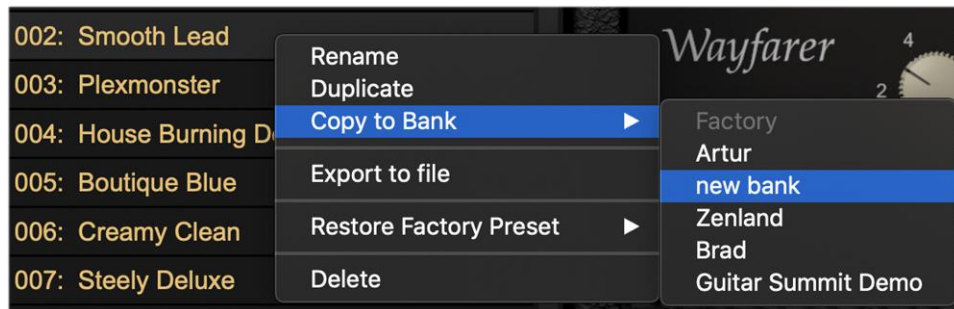 002: Smooth Lead
003: Plexmonster
004: House Burning D
005: Boutique Blue
006: Creamy Clean
007: Steely Deluxe
Rename
Duplicate
Copy to Bank
Export to file
Restore Factory Preset
Delete
Wayfarer
4
2
Factory
Artur
new bank
Zenland
Brad
Guitar Summit Demo